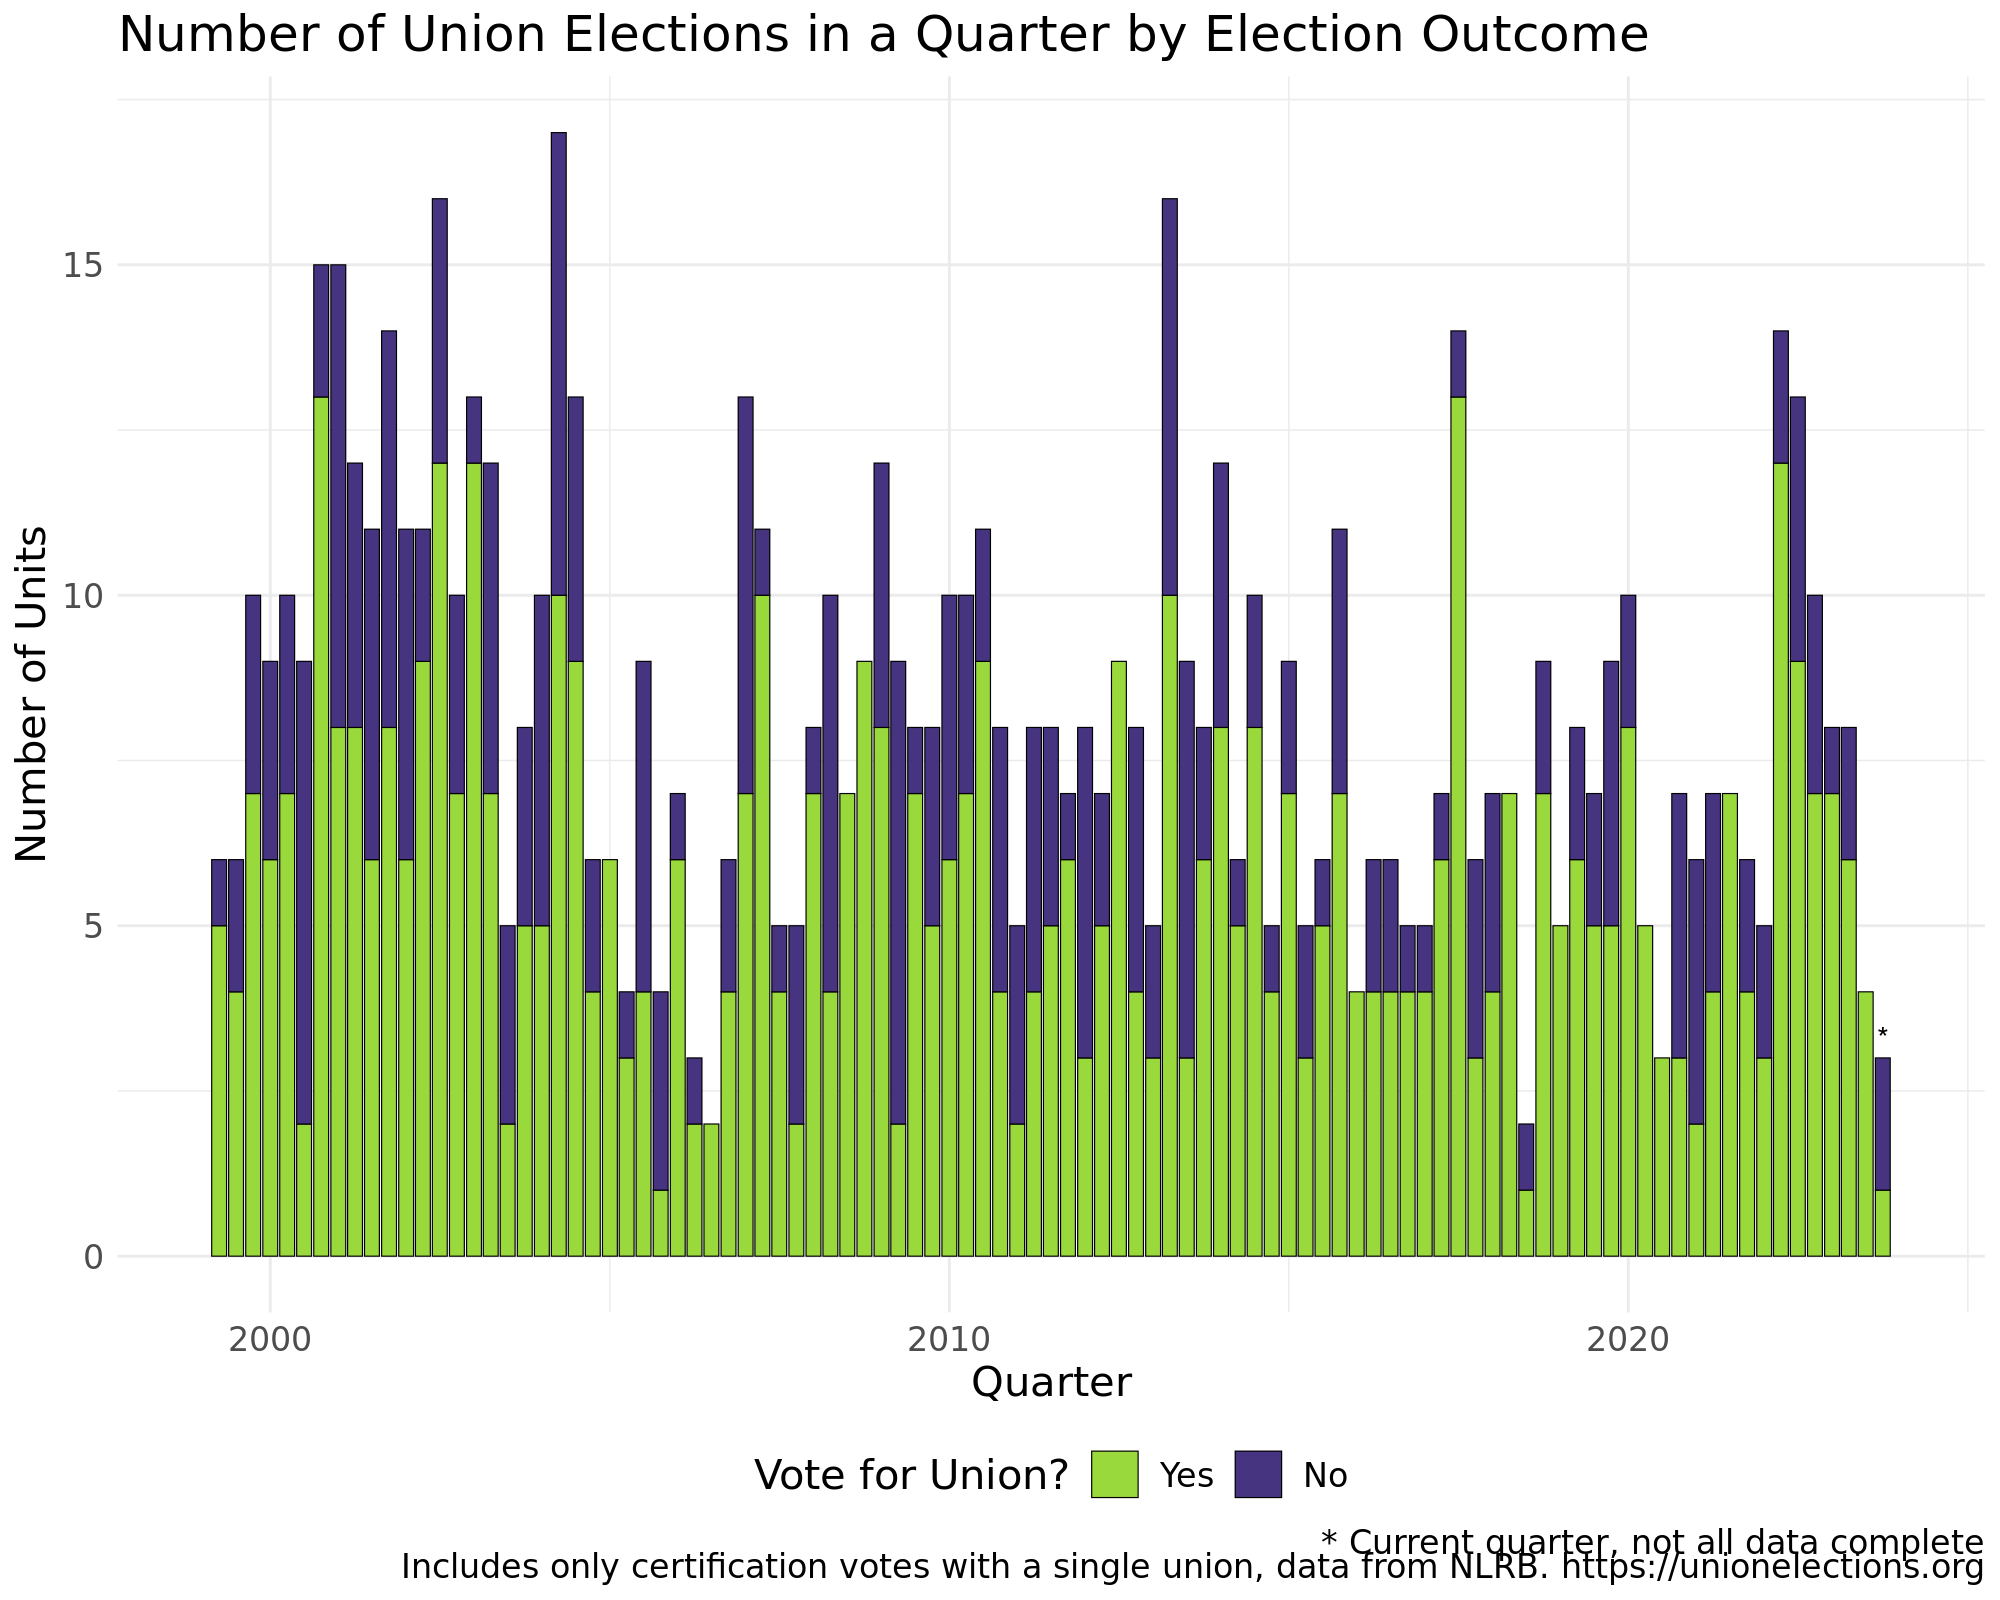 Number of Union Elections in a Quarter by Election Outcome
Number of Units
15
10
5
0
*
2000 2010 2020
Quarter
Vote for Union? Yes No
* Current quarter, not all data complete
Includes only certification votes with a single union, data from NLRB. https://unionelections.org